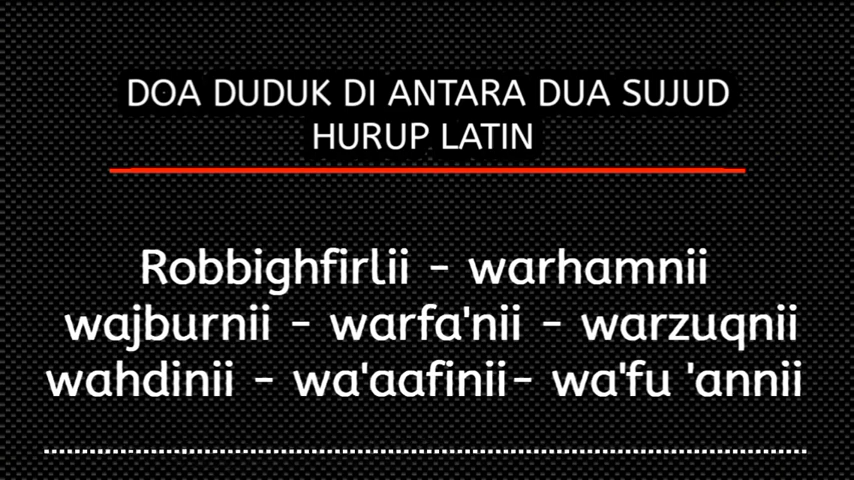 DOA DUDUK DI ANTARA DUA SUJUD
HURUP LATIN
Robbighfirlii - warhamnii
wajburnii - warfa'nii - warzuqnii
wahdinii - wa'aafinii- wa'fu 'annii